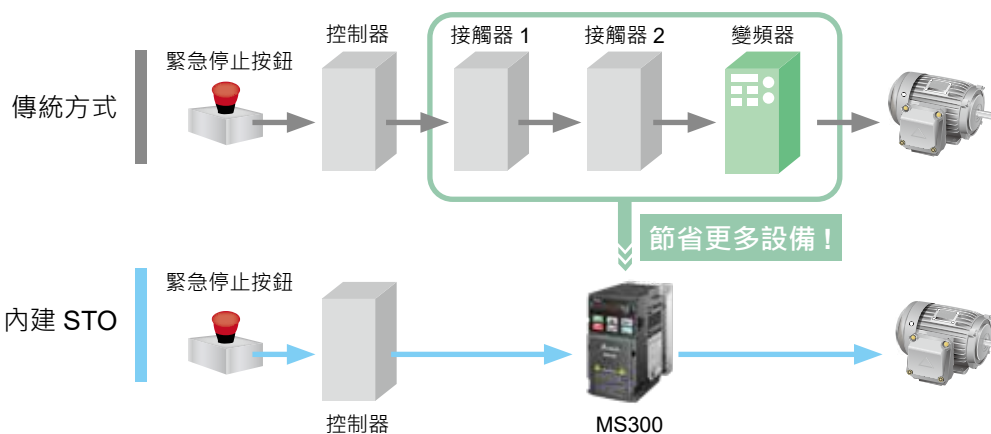 控制器
接觸器 1
接觸器 2
變頻器
緊急停止按鈕
傳統方式
節省更多設備！
緊急停止按鈕
內建 STO
控制器
MS300